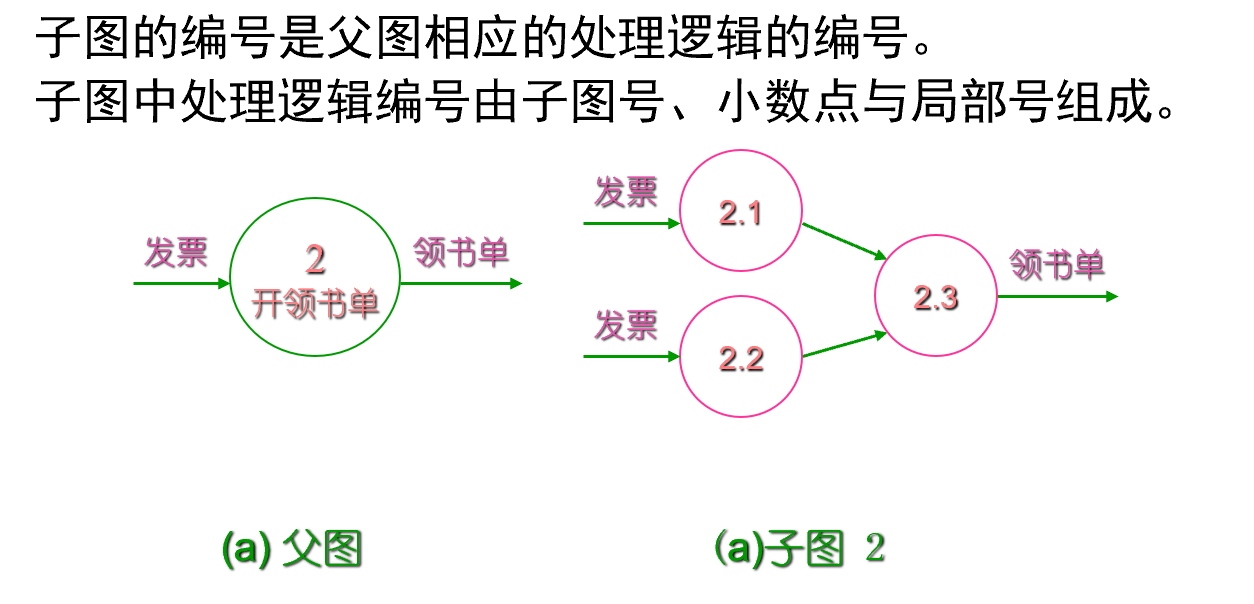 子图的编号是父图相应的处理逻辑的编号。
子图中处理逻辑编号由子图号、小数点与局部号组成。
发票
2
开领书单
领书单
发票
2.1
发票
2.2
2.3
领书单
(a) 父图
(a)子图 2